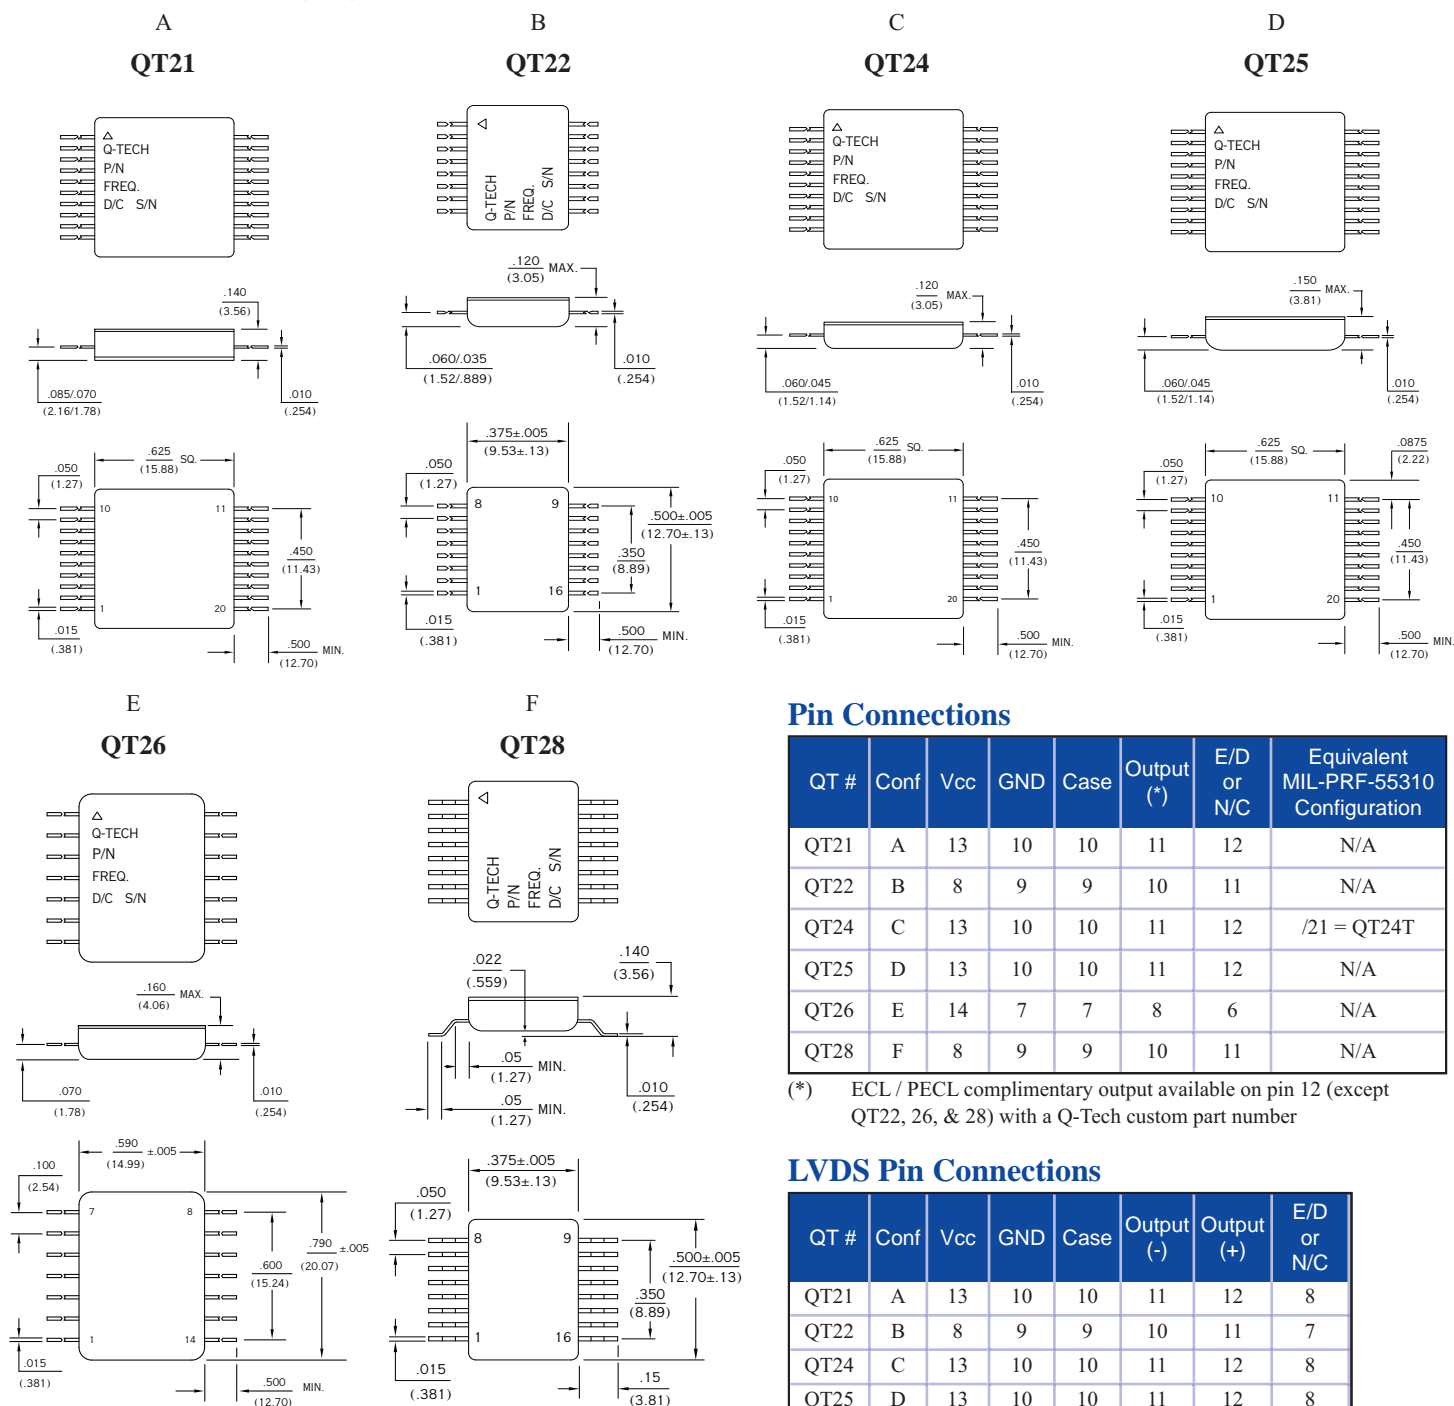 A
QT21
B
QT22
C
QT24
D
QT25
△
Q-TECH
P/N
FREQ.
D/C S/N
Q-TECH
P/N
FREQ.
D/C S/N
△
Q-TECH
P/N
FREQ.
D/C S/N
△
Q-TECH
P/N
FREQ.
D/C S/N
.140
(3.56)
.085/.070
(2.16/1.78)
.010
(.254)
.120 MAX.
(3.05)
.060/.035
(1.52/.889)
.010
(.254)
.120 MAX.
(3.05)
.060/.045
(1.52/1.14)
.010
(.254)
.150 MAX.
(3.81)
.060/.045
(1.52/1.14)
.010
(.254)
.625 SQ.
(15.88)
.050
(1.27)
10 11
.450
(11.43)
1 20
.015
(.381)
.500 MIN.
(12.70)
.375±.005
(9.53±.13)
.050
(1.27)
8 9
.500±.005
(12.70±.13)
.350
(8.89)
1 16
.015
(.381)
.500 MIN.
(12.70)
.625 SQ.
(15.88)
.050
(1.27)
10 11
.450
(11.43)
1 20
.015
(.381)
.500 MIN.
(12.70)
.625 SQ.
(15.88)
.0875
(2.22)
.050
(1.27)
10 11
.450
(11.43)
1 20
.015
(.381)
.500 MIN.
(12.70)
E
QT26
△
Q-TECH
P/N
FREQ.
D/C S/N
.160 MAX.
(4.06)
.070
(1.78)
.010
(.254)
.590 ±.005
(14.99)
.100
(2.54)
7 8
.790 ±.005
(20.07)
.600
(15.24)
1 14
.015
(.381)
.500 MIN.
(12.70)
F
QT28
Q-TECH
P/N
FREQ.
D/C S/N
.022
(.559)
.140
(3.56)
.05 MIN.
(1.27)
.05 MIN.
(1.27)
.010
(.254)
.375±.005
(9.53±.13)
.050
(1.27)
8 9
.500±.005
(12.70±.13)
.350
(8.89)
1 16
.015
(.381)
.15
(3.81)
Pin Connections
QT # Conf Vcc GND Case Output (*) E/D or N/C Equivalent MIL-PRF-55310 Configuration
QT21 A 13 10 10 11 12 N/A
QT22 B 8 9 9 10 11 N/A
QT24 C 13 10 10 11 12 /21 = QT24T
QT25 D 13 10 10 11 12 N/A
QT26 E 14 7 7 8 6 N/A
QT28 F 8 9 9 10 11 N/A
(*) ECL / PECL complimentary output available on pin 12 (except
QT22, 26, & 28) with a Q-Tech custom part number
LVDS Pin Connections
QT # Conf Vcc GND Case Output (-) Output (+) E/D or N/C
QT21 A 13 10 10 11 12 8
QT22 B 8 9 9 10 11 7
QT24 C 13 10 10 11 12 8
QT25 D 13 10 10 11 12 8